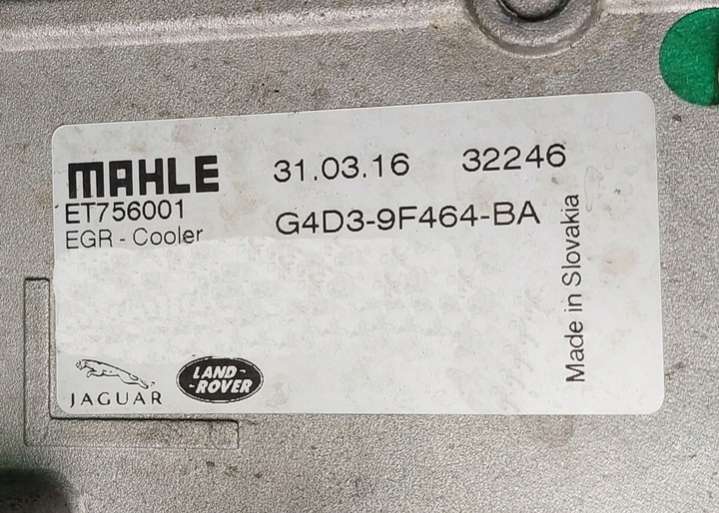 MAHLE
ET756001
EGR - Cooler
31.03.16 32246
G4D3-9F464-BA
Made in Slovakia
JAGUAR
LAND-
-ROVER